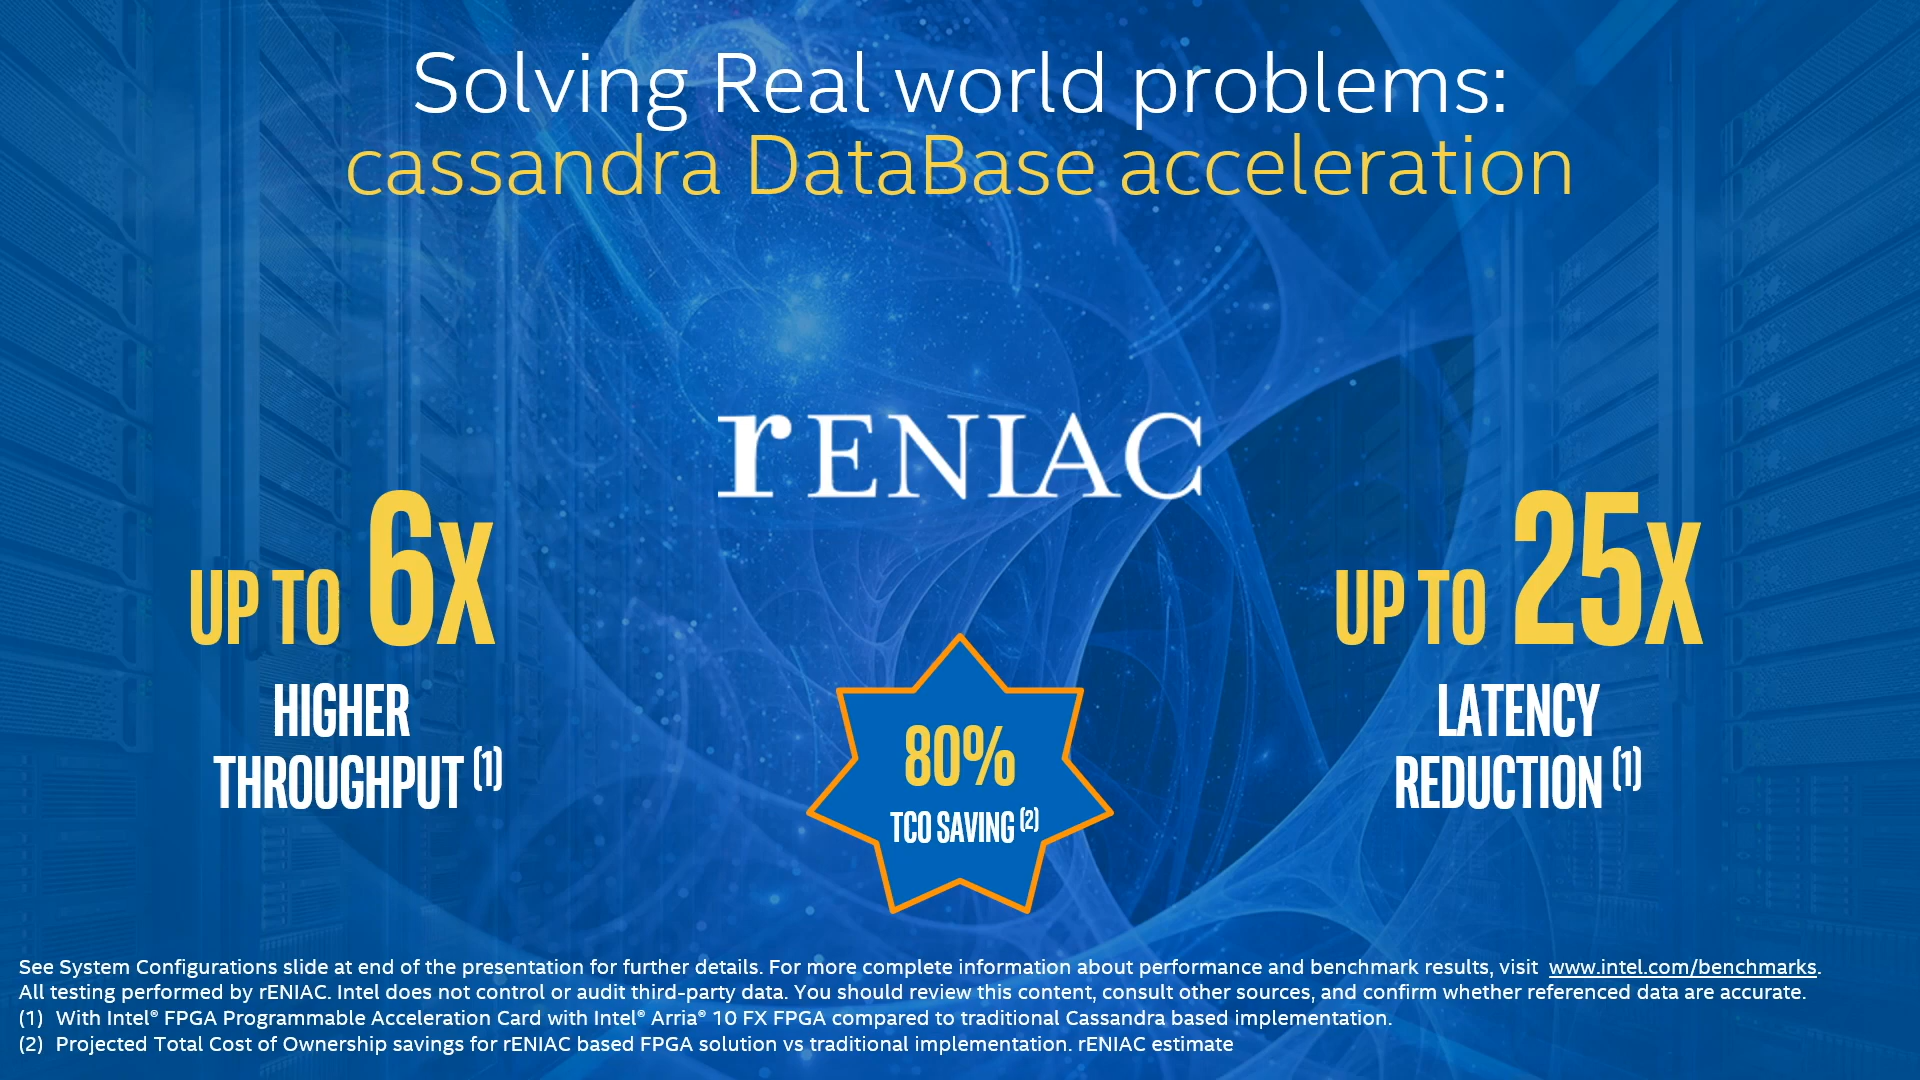 Solving Real world problems:
cassandra DataBase acceleration
rENIAC
UP TO 6X
HIGHER
THROUGHPUT (1)
80%
TCO SAVING (2)
UP TO 25X
LATENCY
REDUCTION (1)
See System Configurations slide at end of the presentation for further details. For more complete information about performance and benchmark results, visit www.intel.com/benchmarks.
All testing performed by rENIAC. Intel does not control or audit third-party data. You should review this content, consult other sources, and confirm whether referenced data are accurate.
(1) With Intel® FPGA Programmable Acceleration Card with Intel® Arria® 10 FX FPGA compared to traditional Cassandra based implementation.
(2) Projected Total Cost of Ownership savings for rENIAC based FPGA solution vs traditional implementation. rENIAC estimate